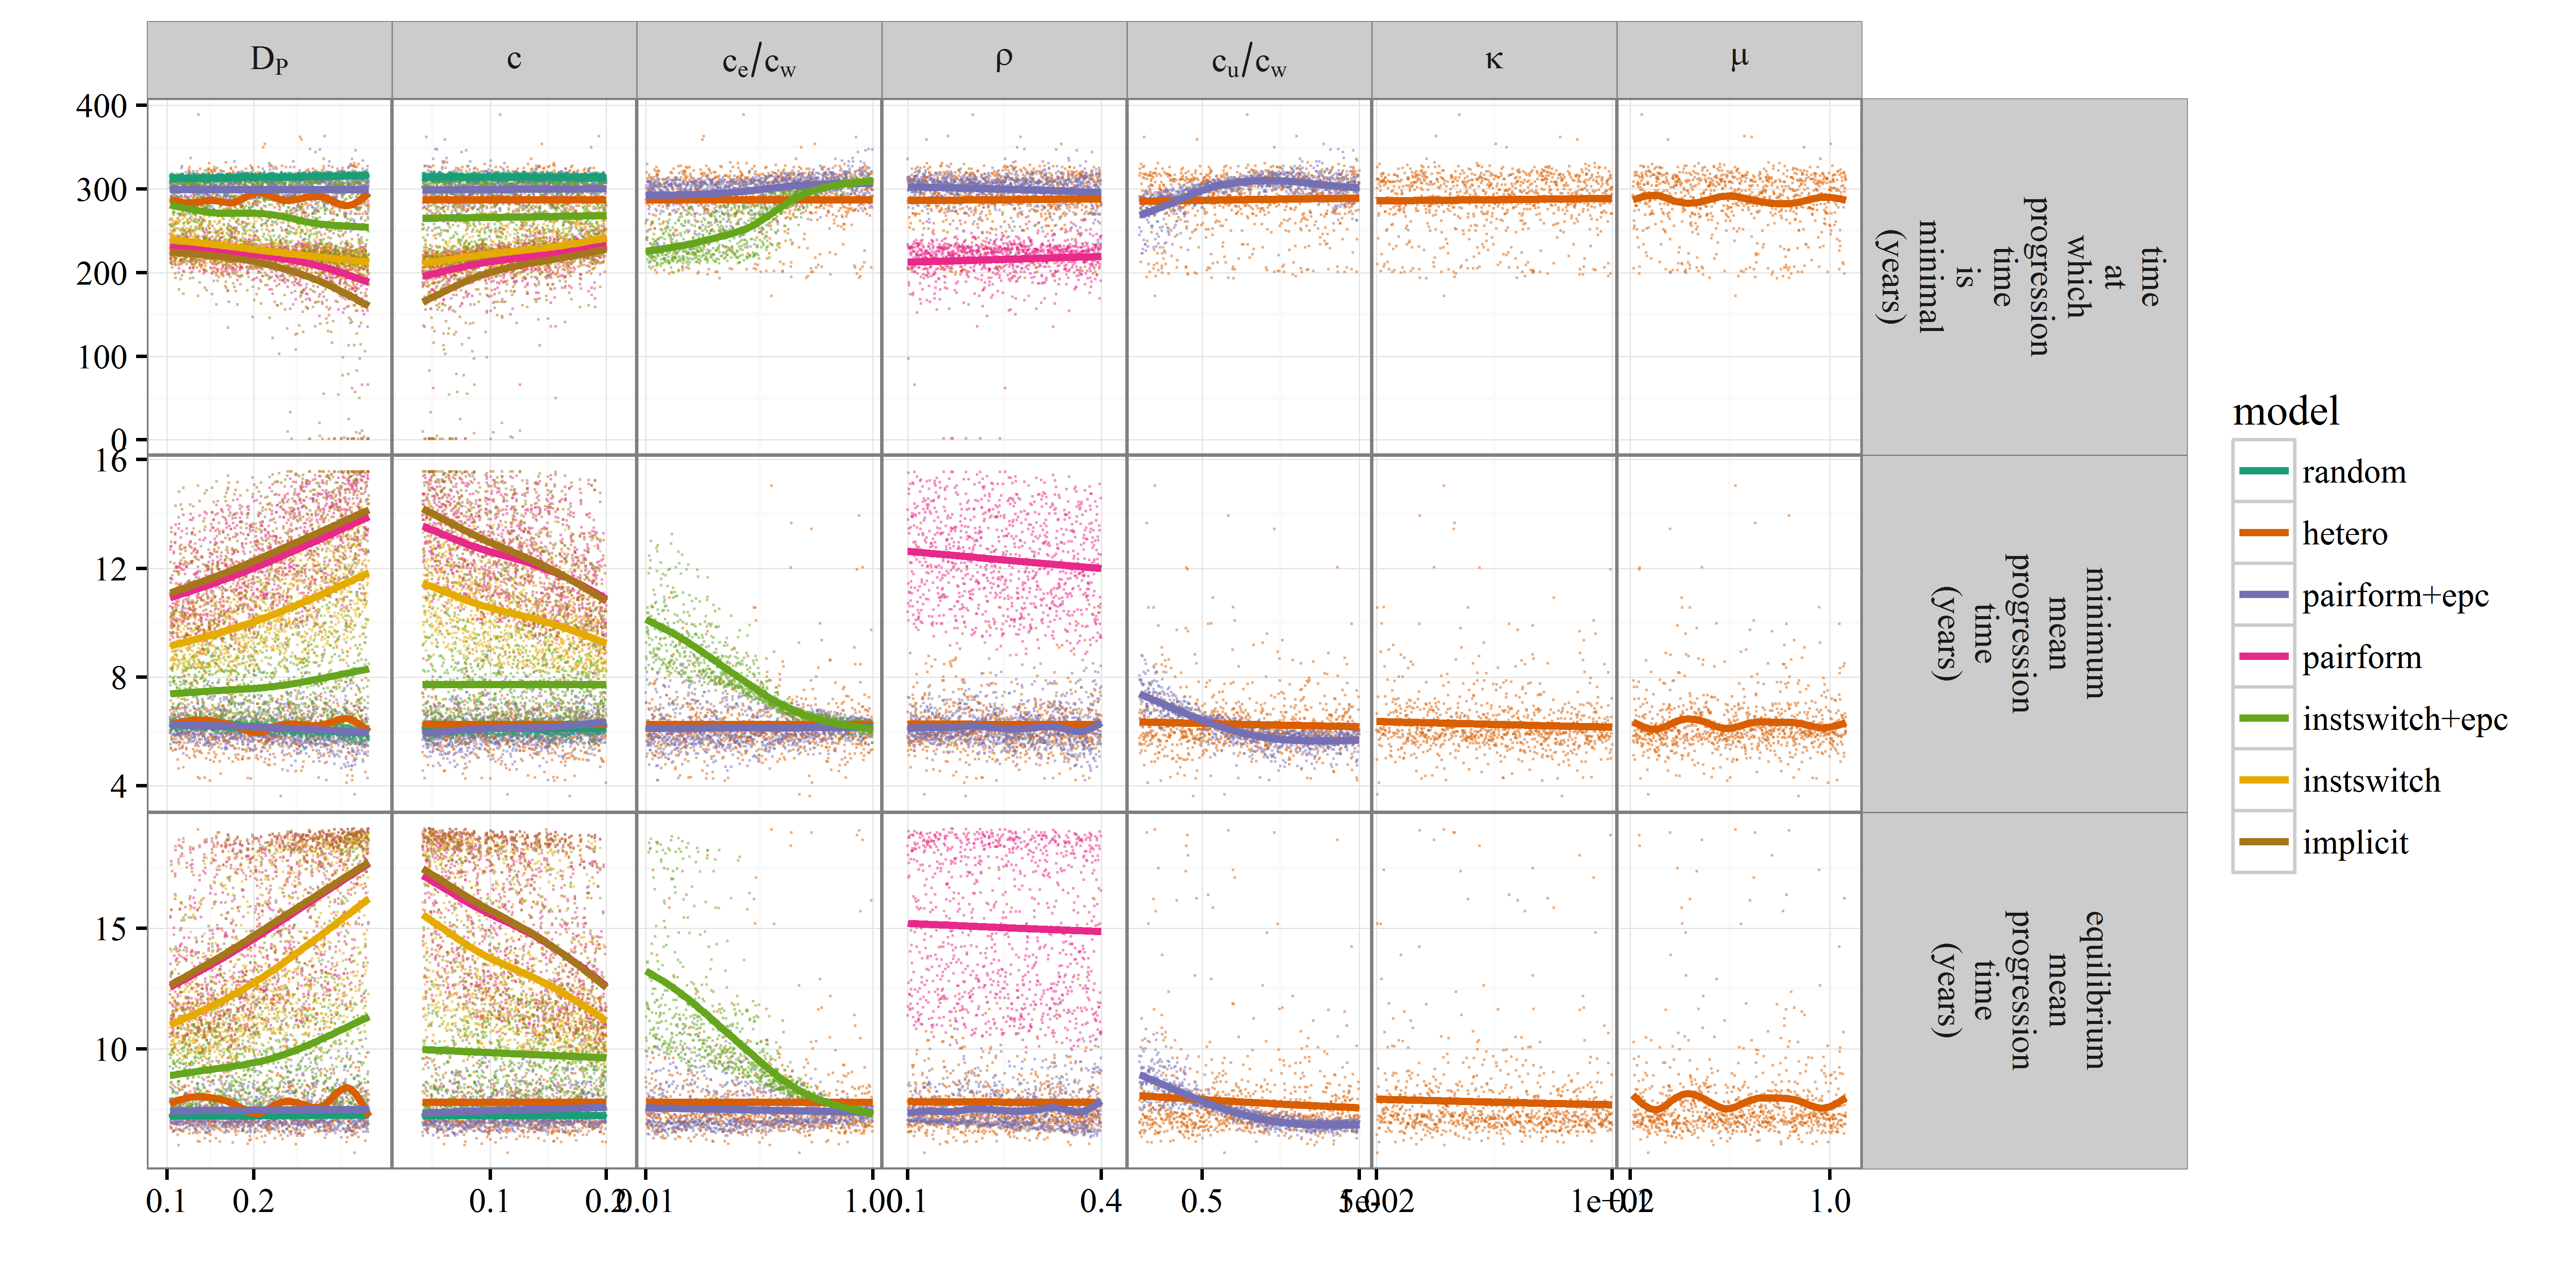 D_P c c_e/c_w ρ c_u/c_w κ μ
400
300
200
100
0
time
at
which
progression
time
is
minimal
(years)
16
12
8
4
minimum
mean
progression
time
(years)
15
10
equilibrium
mean
progression
time
(years)
0.1 0.2 0.1 0.2 0.01 1.00 0.1 0.4 0.5 1.0
model
random
hetero
pairform+epc
pairform
instswitch+epc
instswitch
implicit